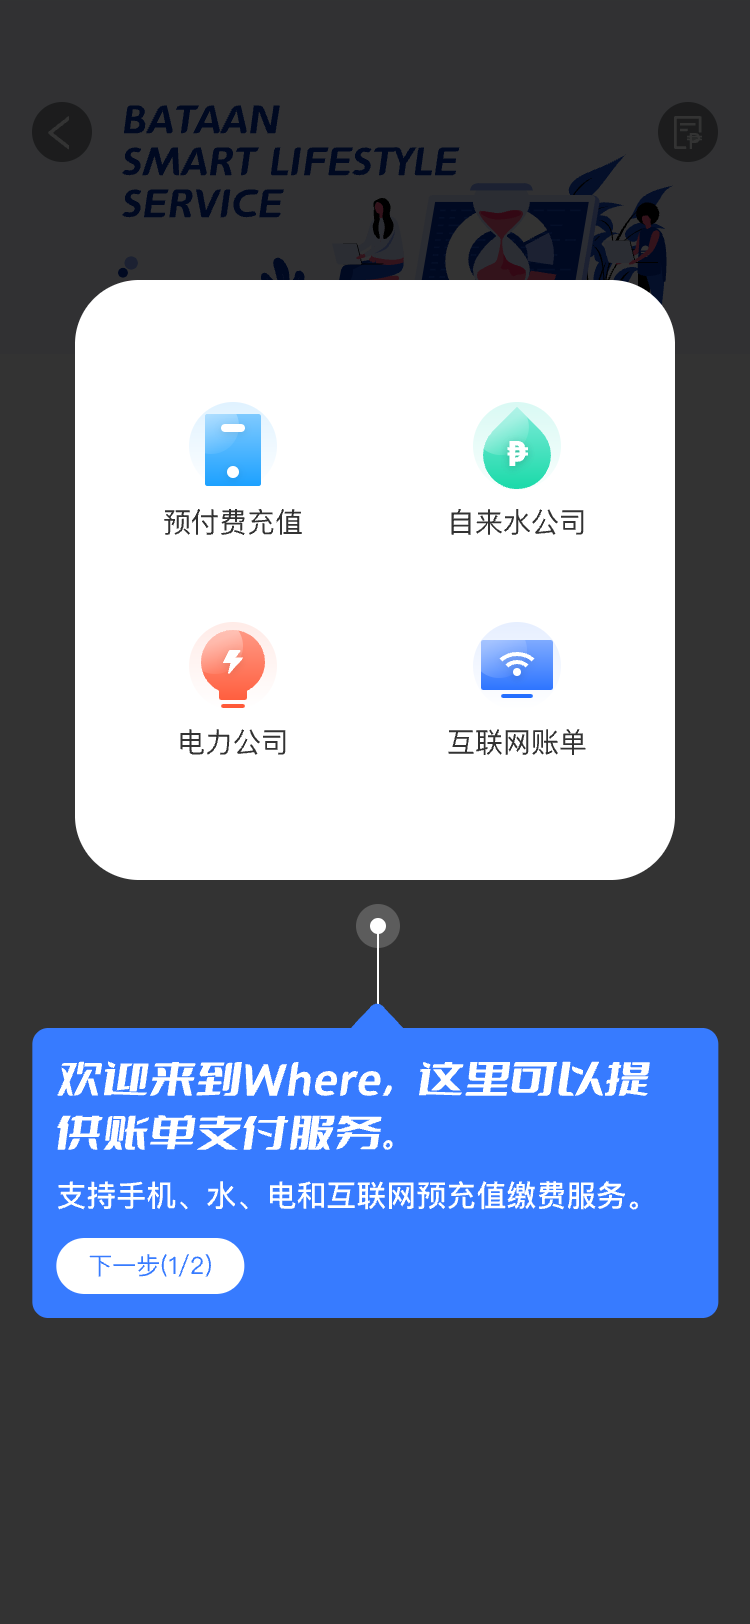 BATAAN
SMART LIFESTYLE
SERVICE
预付费充值
自来水公司
电力公司
互联网账单
欢迎来到Where, 这里可以提
供账单支付服务。
支持手机、水、电和互联网预充值缴费服务。
下一步(1/2)